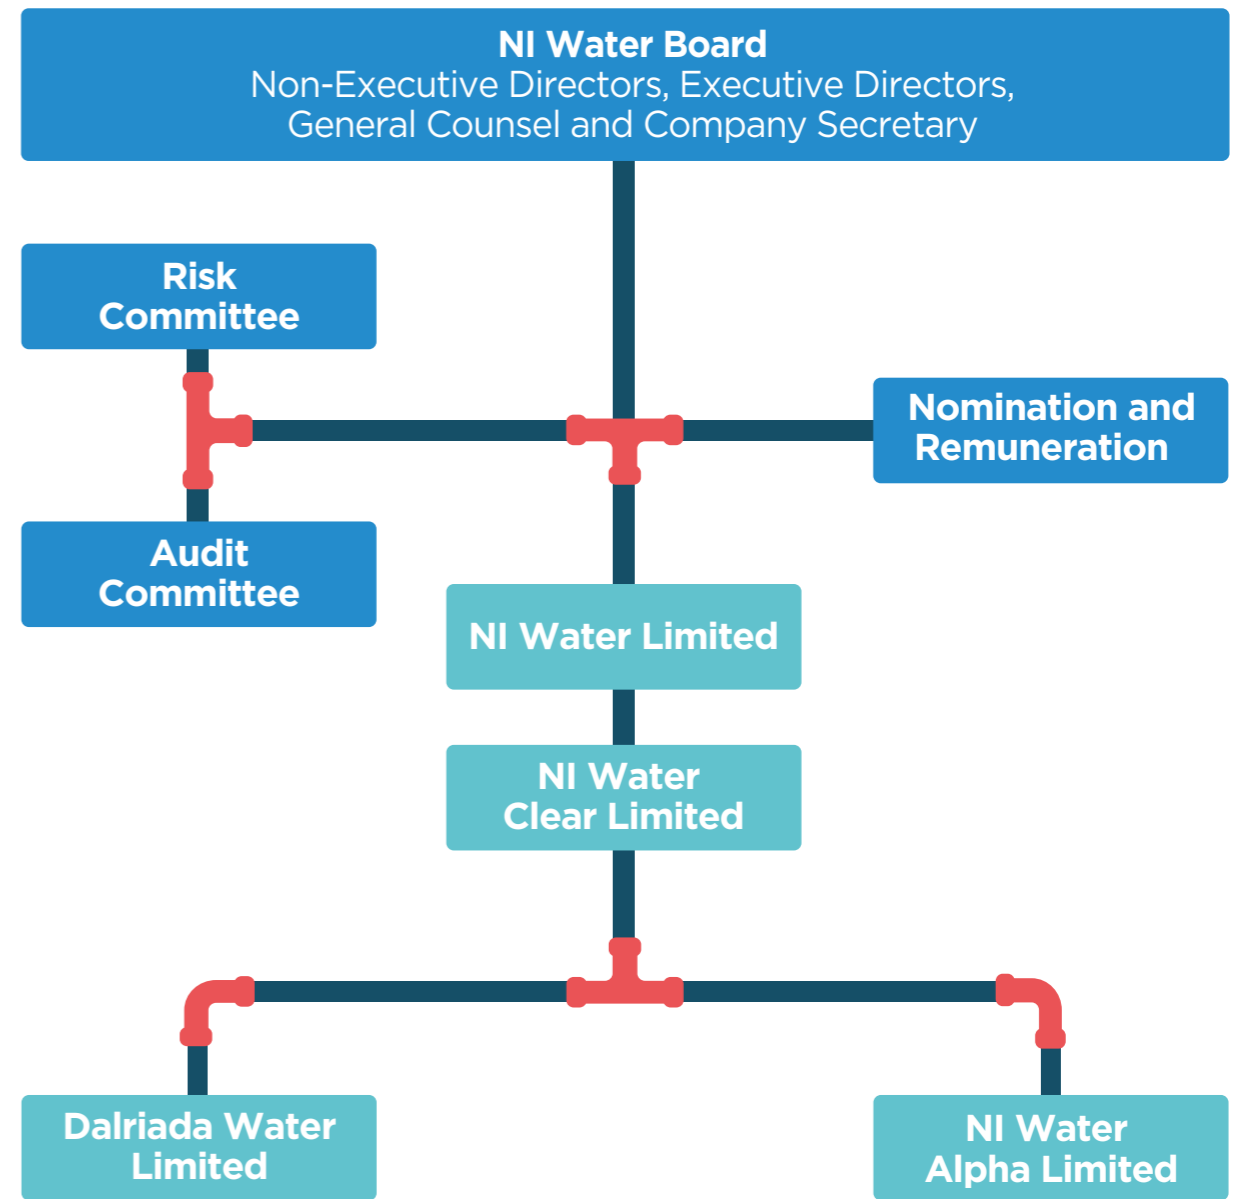 NI Water Board
Non-Executive Directors, Executive Directors,
General Counsel and Company Secretary
Risk
Committee
Nomination and
Remuneration
Audit
Committee
NI Water Limited
NI Water
Clear Limited
Dalriada Water
Limited
NI Water
Alpha Limited